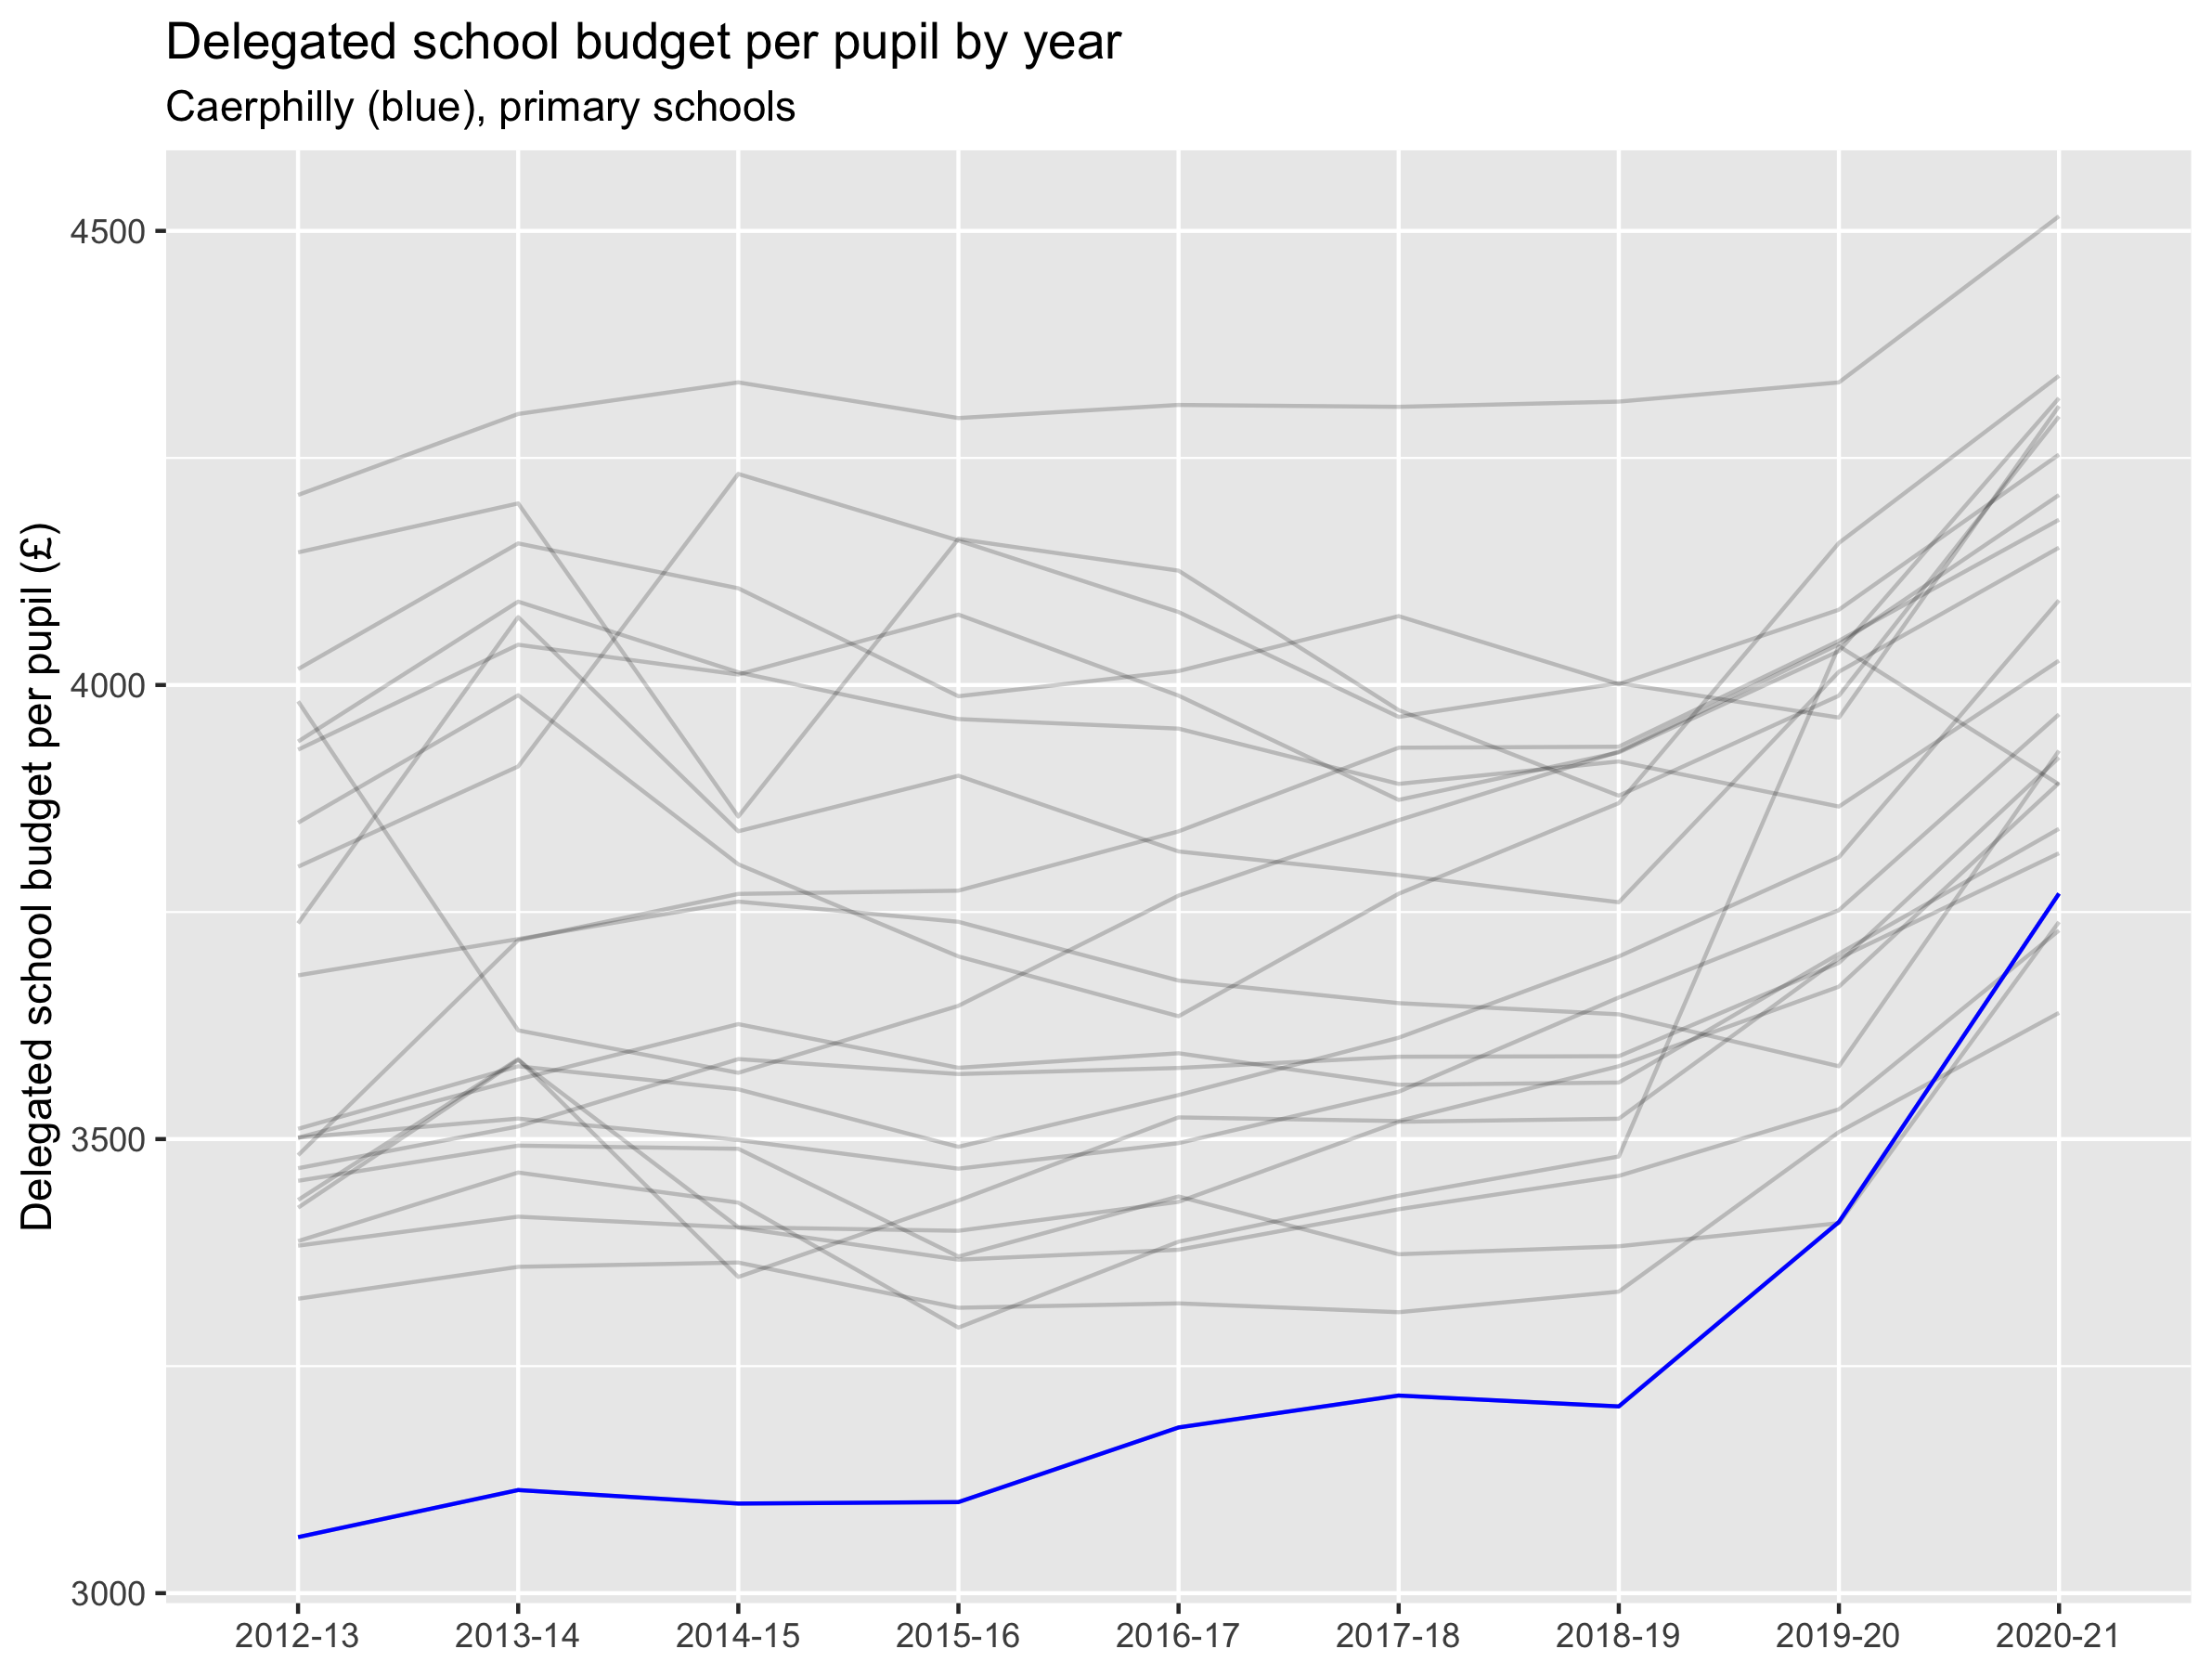 Delegated school budget per pupil by year
Caerphilly (blue), primary schools
Delegated school budget per pupil (£)
4500
4000
3500
3000
2012-13 2013-14 2014-15 2015-16 2016-17 2017-18 2018-19 2019-20 2020-21